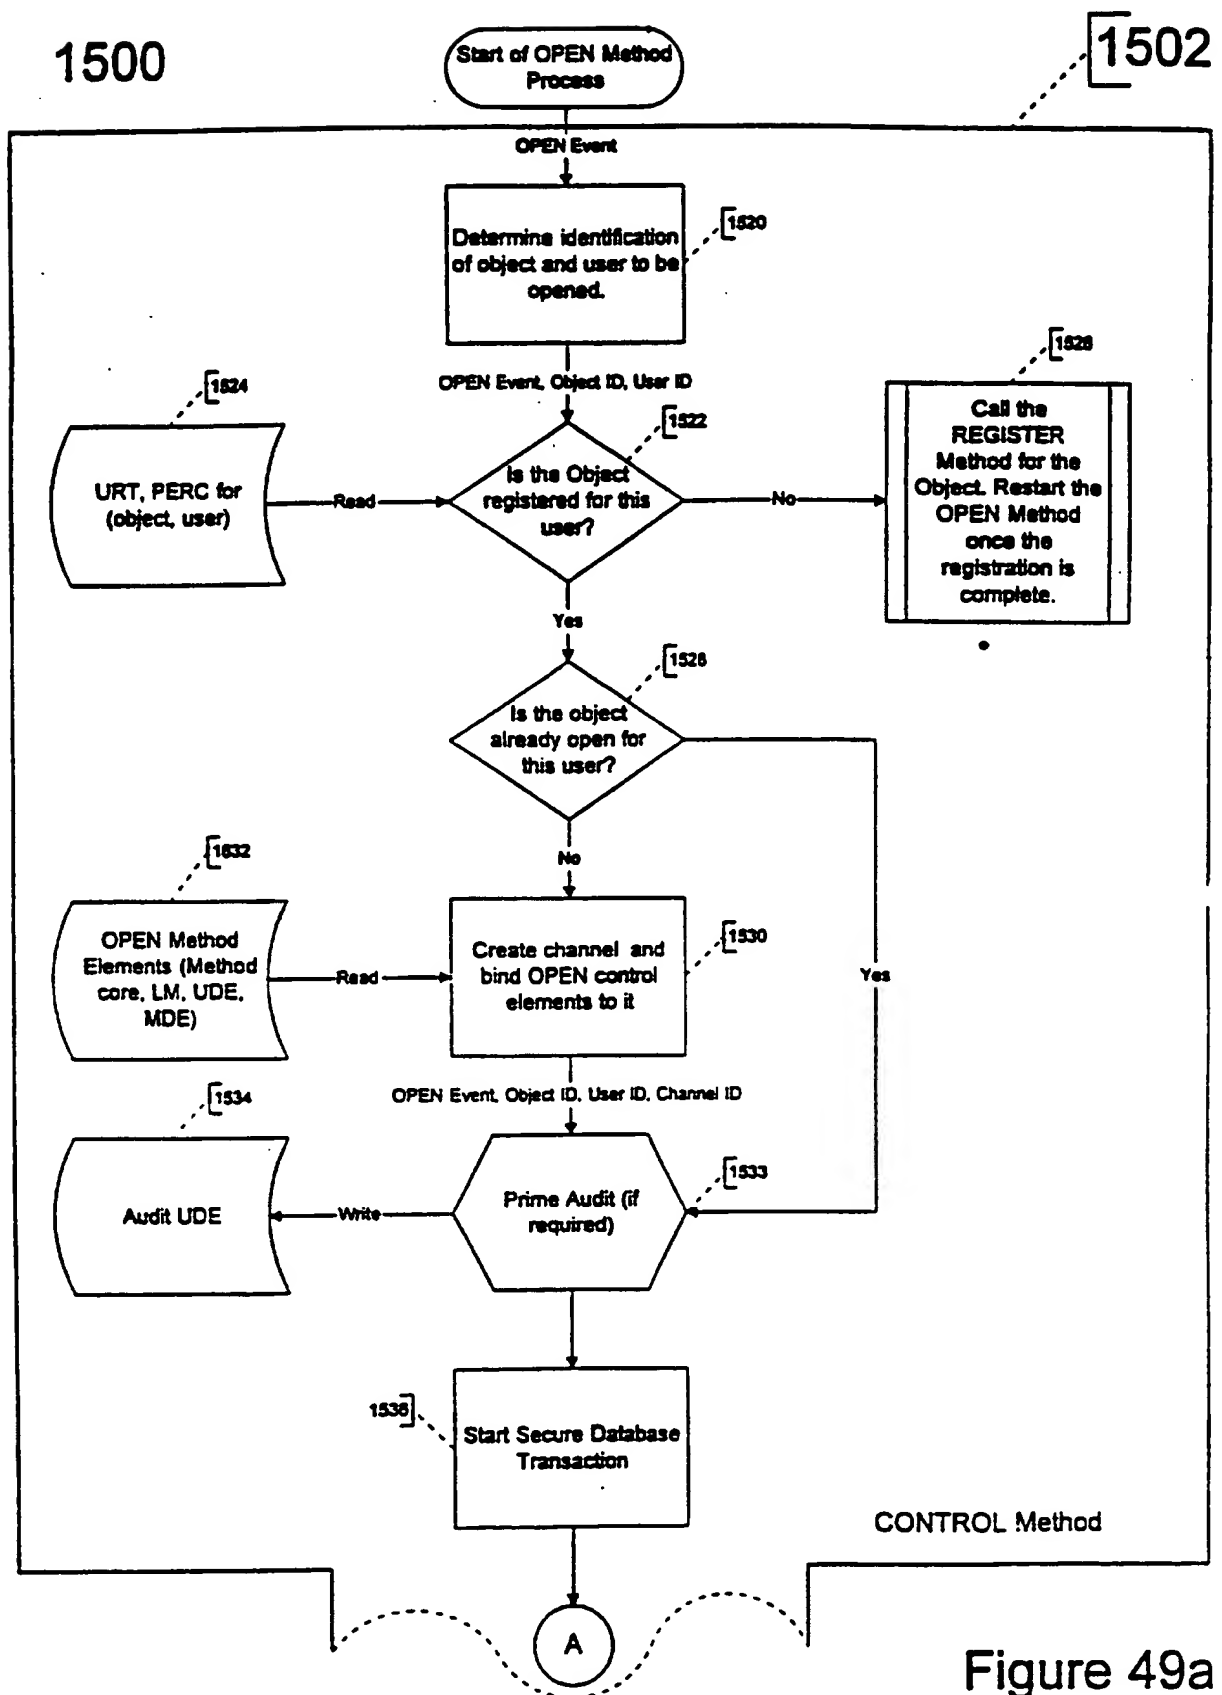 1500
Start of OPEN Method
Process
1502
OPEN Event
Determine identification
of object and user to be
opened.
1520
OPEN Event, Object ID, User ID
1524
URT, PERC for
(object, user)
Read
1522
Is the Object
registered for this
user?
No
1526
Call the
REGISTER
Method for the
Object. Restart the
OPEN Method
once the
registration is
complete.
Yes
1528
Is the object
already open for
this user?
No
Yes
1532
OPEN Method
Elements (Method
core, LM, UDE,
MDE)
Read
Create channel and
bind OPEN control
elements to it
1530
OPEN Event, Object ID, User ID, Channel ID
1534
Audit UDE
Write
Prime Audit (if
required)
1533
1536
Start Secure Database
Transaction
CONTROL Method
A
Figure 49a